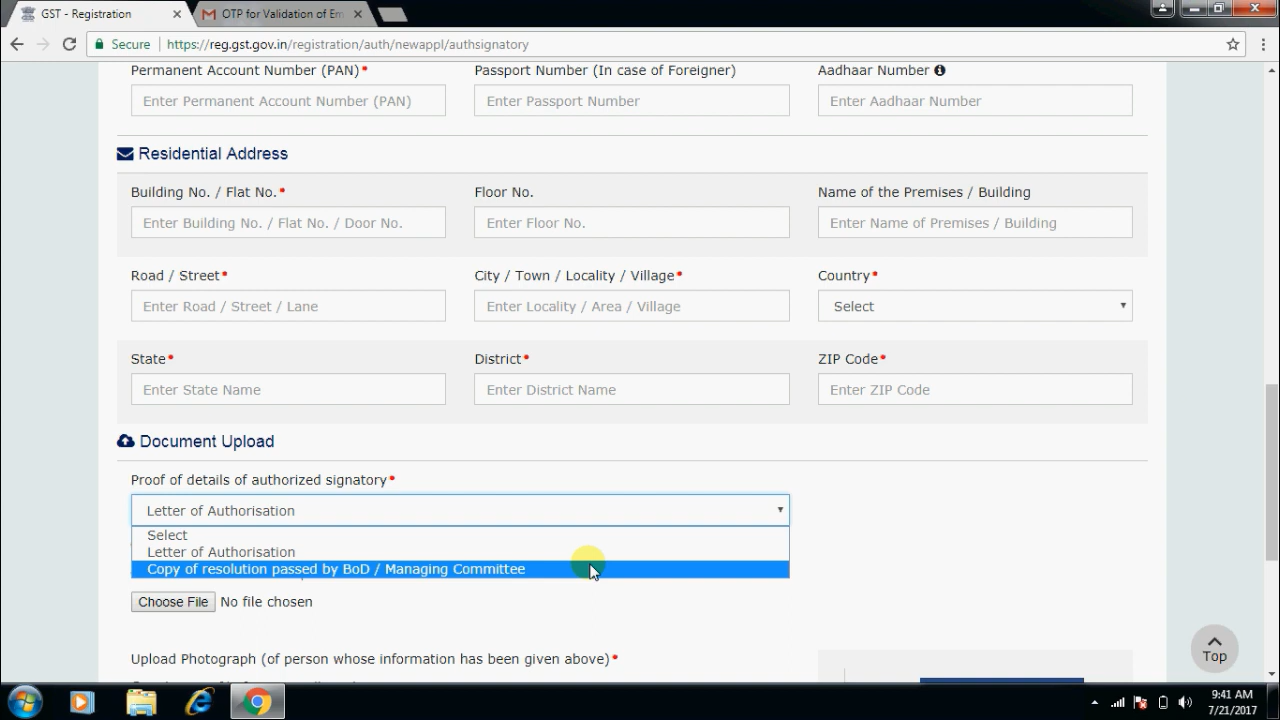 GST - Registration
OTP for Validation of Em
Secure
https://reg.gst.gov.in/registration/auth/newappl/authsignatory
Permanent Account Number (PAN)* Passport Number (In case of Foreigner) Aadhaar Number
Enter Permanent Account Number (PAN) Enter Passport Number Enter Aadhaar Number
Residential Address
Building No. / Flat No.* Floor No. Name of the Premises / Building
Enter Building No. / Flat No. / Door No. Enter Floor No. Enter Name of Premises / Building
Road / Street* City / Town / Locality / Village* Country*
Enter Road / Street / Lane Enter Locality / Area / Village Select
State* District* ZIP Code*
Enter State Name Enter District Name Enter ZIP Code
Document Upload
Proof of details of authorized signatory*
Letter of Authorisation
Select
Letter of Authorisation
Copy of resolution passed by BoD / Managing Committee
Choose File No file chosen
Upload Photograph (of person whose information has been given above)*
Top
9:41 AM
7/21/2017